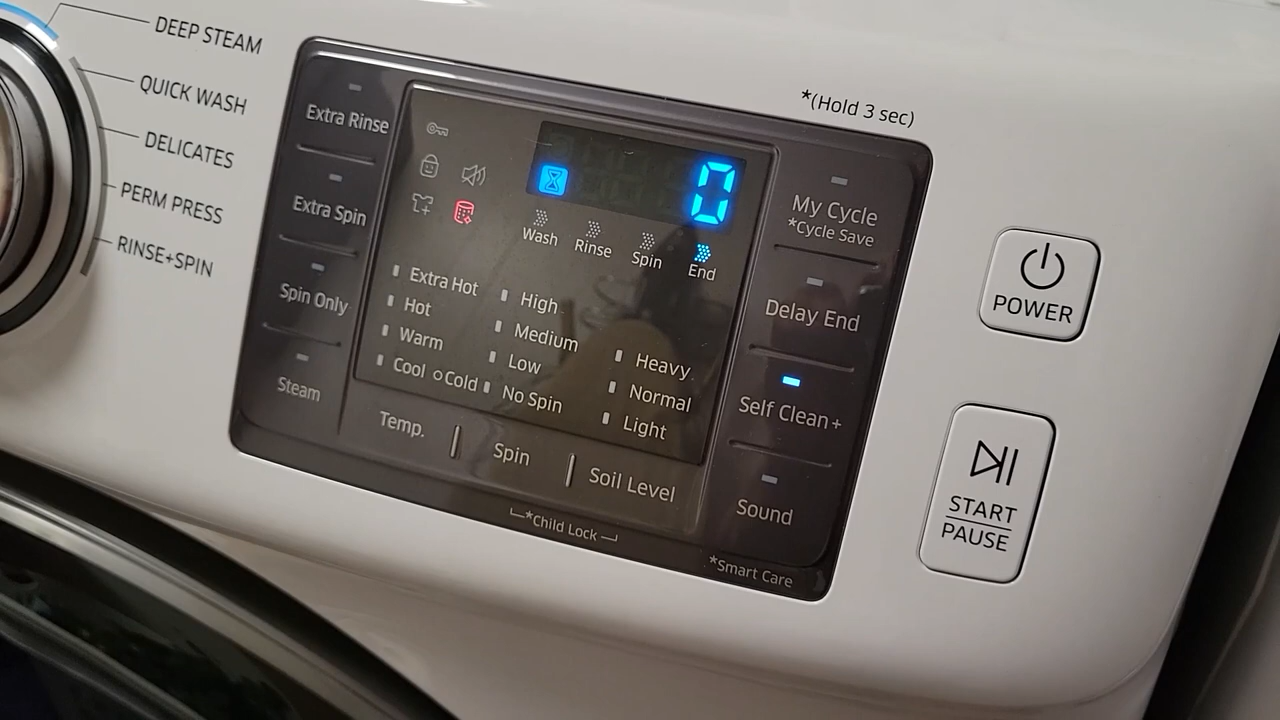 DEEP STEAM
QUICK WASH
DELICATES
PERM PRESS
RINSE+SPIN
Extra Rinse
Extra Spin
Spin Only
Steam
0
Wash Rinse Spin End
Extra Hot
Hot
Warm
Cool Cold
High
Medium
Low
No Spin
Heavy
Normal
Light
Temp. Spin Soil Level
*Child Lock
*(Hold 3 sec)
My Cycle
*Cycle Save
Delay End
Self Clean+
Sound
*Smart Care
POWER
START
PAUSE